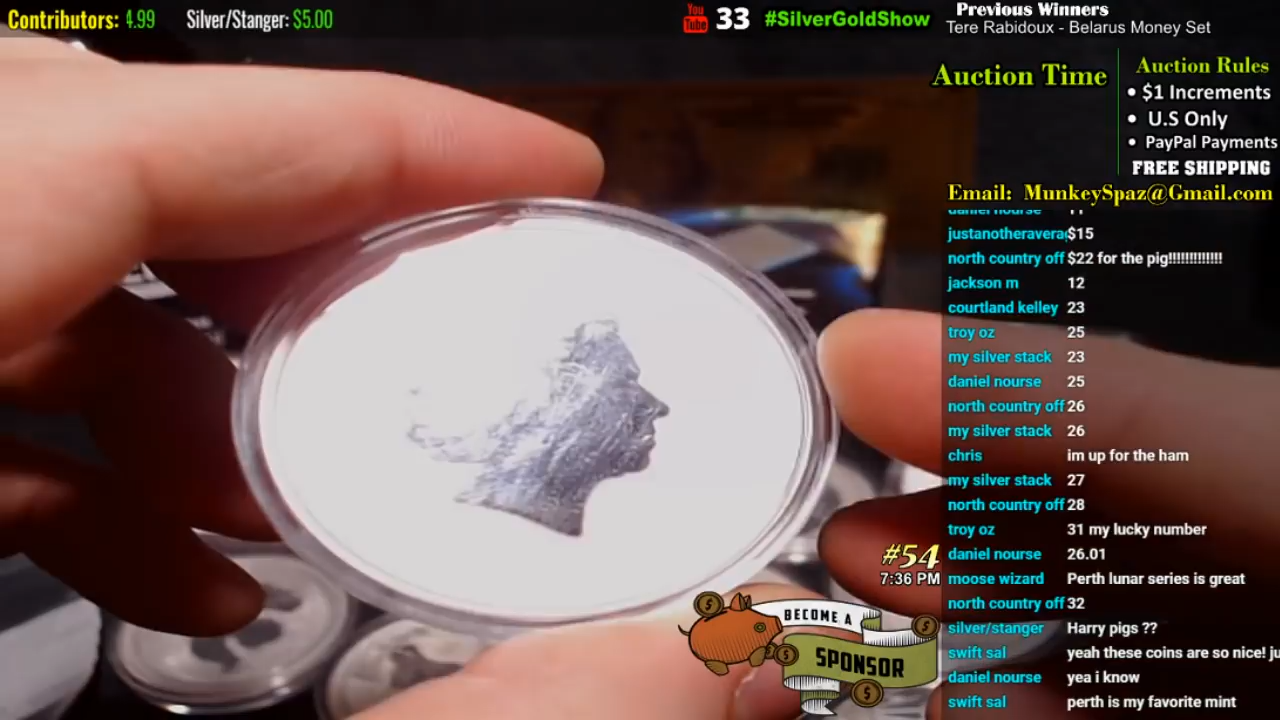 Contributors: 4.99 Silver/Stanger: $5.00
You Tube 33 #SilverGoldShow
Previous Winners
Tere Rabidoux - Belarus Money Set
Auction Time
Auction Rules
• $1 Increments
• U.S Only
• PayPal Payments
FREE SHIPPING
Email: MunkeySpaz@Gmail.com
daniel nourse 11
justanotheravera $15
north country off $22 for the pig!!!!!!!!!!!!!
jackson m 12
courtland kelley 23
troy oz 25
my silver stack 23
daniel nourse 25
north country off 26
my silver stack 26
chris im up for the ham
my silver stack 27
north country off 28
troy oz 31 my lucky number
daniel nourse 26.01
moose wizard Perth lunar series is great
north country off 32
silver/stanger Harry pigs ??
swift sal yeah these coins are so nice! ju
daniel nourse yea i know
swift sal perth is my favorite mint
#54
7:36 PM
BECOME A
SPONSOR